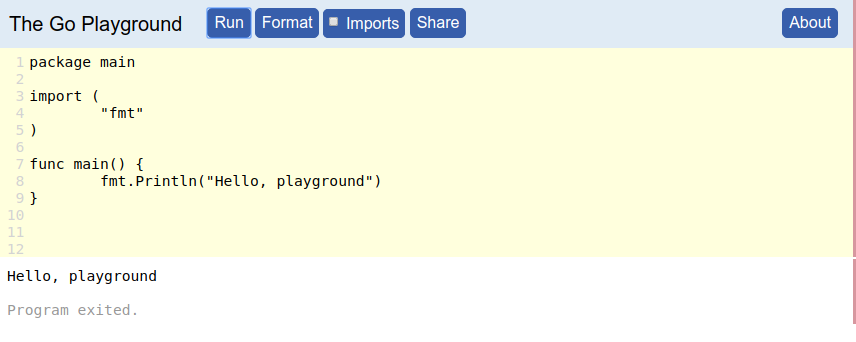 The Go Playground Run Format Imports Share About
1 package main
2
3 import (
4 "fmt"
5 )
6
7 func main() {
8 fmt.Println("Hello, playground")
9 }
10
11
12
Hello, playground
Program exited.